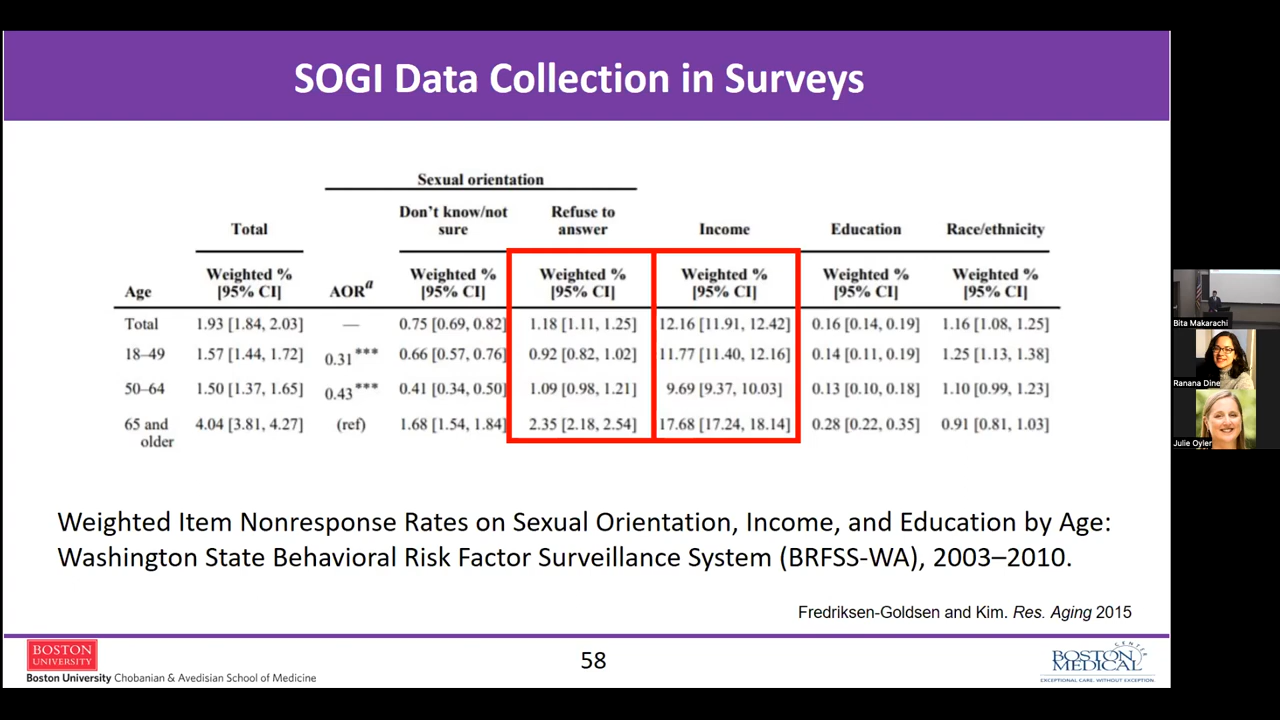 SOGI Data Collection in Surveys
Sexual orientation
Total Don't know/not sure Refuse to answer Income Education Race/ethnicity
Age Weighted % [95% CI] AORᵃ Weighted % [95% CI] Weighted % [95% CI] Weighted % [95% CI] Weighted % [95% CI] Weighted % [95% CI]
Total 1.93 [1.84, 2.03] — 0.75 [0.69, 0.82] 1.18 [1.11, 1.25] 12.16 [11.91, 12.42] 0.16 [0.14, 0.19] 1.16 [1.08, 1.25]
18–49 1.57 [1.44, 1.72] 0.31*** 0.66 [0.57, 0.76] 0.92 [0.82, 1.02] 11.77 [11.40, 12.16] 0.14 [0.11, 0.19] 1.25 [1.13, 1.38]
50–64 1.50 [1.37, 1.65] 0.43*** 0.41 [0.34, 0.50] 1.09 [0.98, 1.21] 9.69 [9.37, 10.03] 0.13 [0.10, 0.18] 1.10 [0.99, 1.23]
65 and older 4.04 [3.81, 4.27] (ref) 1.68 [1.54, 1.84] 2.35 [2.18, 2.54] 17.68 [17.24, 18.14] 0.28 [0.22, 0.35] 0.91 [0.81, 1.03]
Weighted Item Nonresponse Rates on Sexual Orientation, Income, and Education by Age:
Washington State Behavioral Risk Factor Surveillance System (BRFSS-WA), 2003–2010.
Fredriksen-Goldsen and Kim. Res. Aging 2015
BOSTON
UNIVERSITY
Boston University Chobanian & Avedisian School of Medicine
58
BOSTON
MEDICAL
CENTER
EXCEPTIONAL CARE. WITHOUT EXCEPTION.
Bita Makarachi
Ranana Dine
Julie Oyler